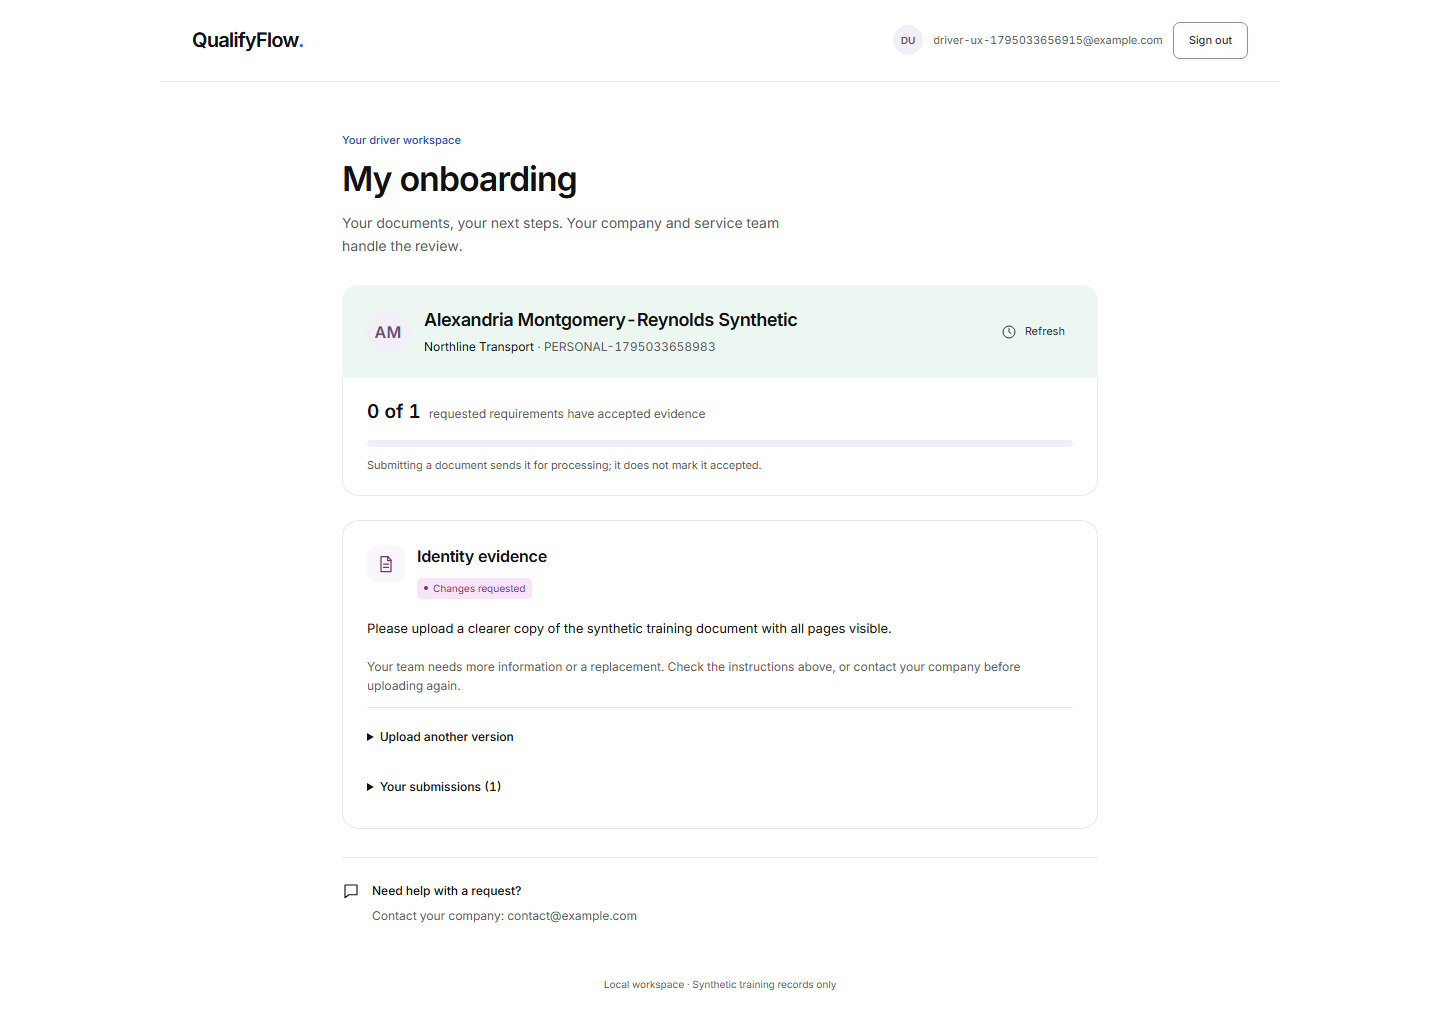 QualifyFlow.
DU driver-ux-1795033656915@example.com Sign out
Your driver workspace
My onboarding
Your documents, your next steps. Your company and service team
handle the review.
AM Alexandria Montgomery-Reynolds Synthetic
Northline Transport · PERSONAL-1795033658983
Refresh
0 of 1 requested requirements have accepted evidence
Submitting a document sends it for processing; it does not mark it accepted.
Identity evidence
Changes requested
Please upload a clearer copy of the synthetic training document with all pages visible.
Your team needs more information or a replacement. Check the instructions above, or contact your company before
uploading again.
Upload another version
Your submissions (1)
Need help with a request?
Contact your company: contact@example.com
Local workspace · Synthetic training records only